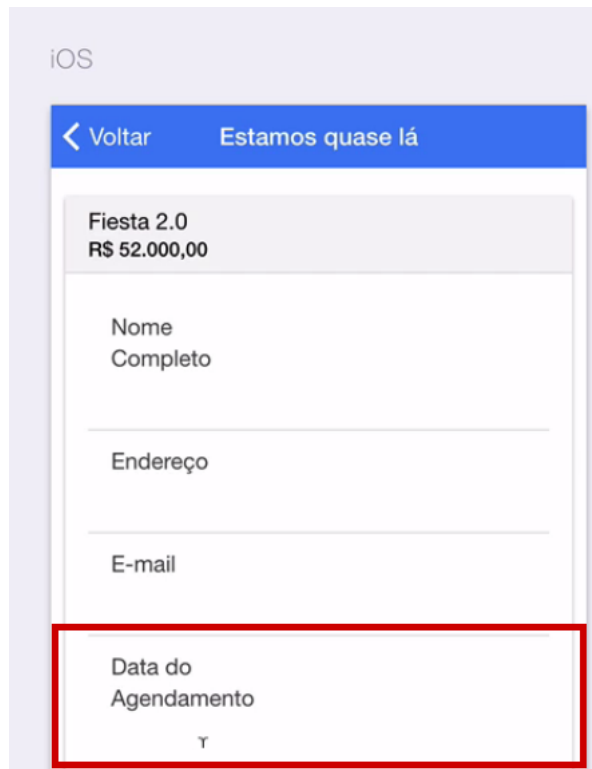 iOS
Voltar Estamos quase lá
Fiesta 2.0
R$ 52.000,00
Nome
Completo
Endereço
E-mail
Data do
Agendamento